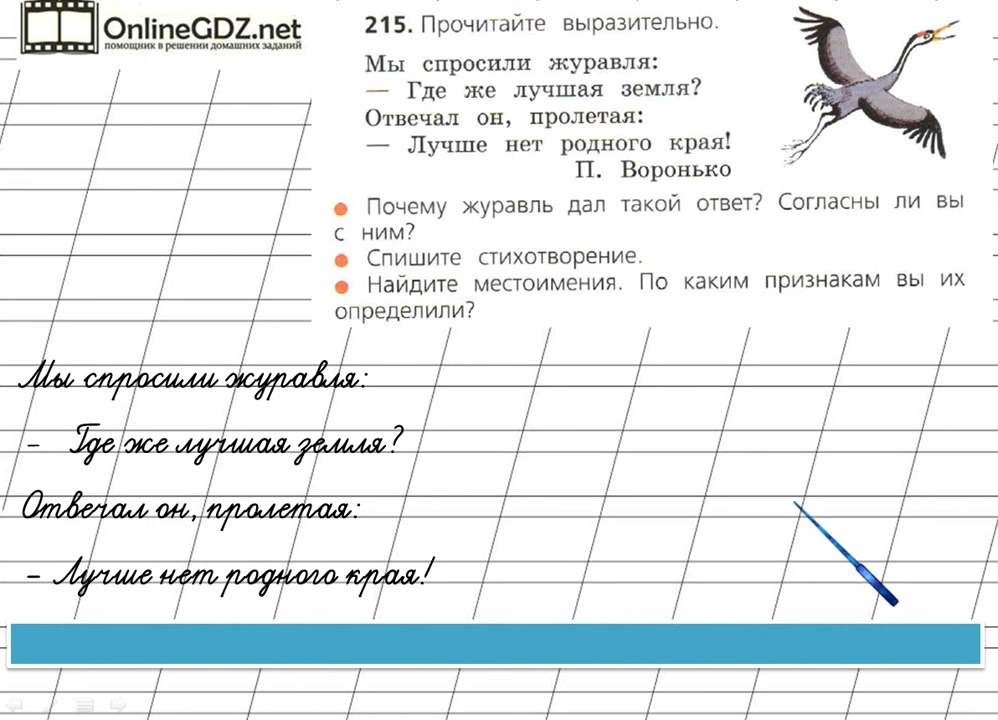 OnlineGDZ.net
помощник в решении домашних заданий
215. Прочитайте выразительно.
Мы спросили журавля:
— Где же лучшая земля?
Отвечал он, пролетая:
— Лучше нет родного края!
П. Воронько
Почему журавль дал такой ответ? Согласны ли вы
с ним?
Спишите стихотворение.
Найдите местоимения. По каким признакам вы их
определили?
Мы спросили журавля:
- Где же лучшая земля?
Отвечал он, пролетая:
- Лучше нет родного края!